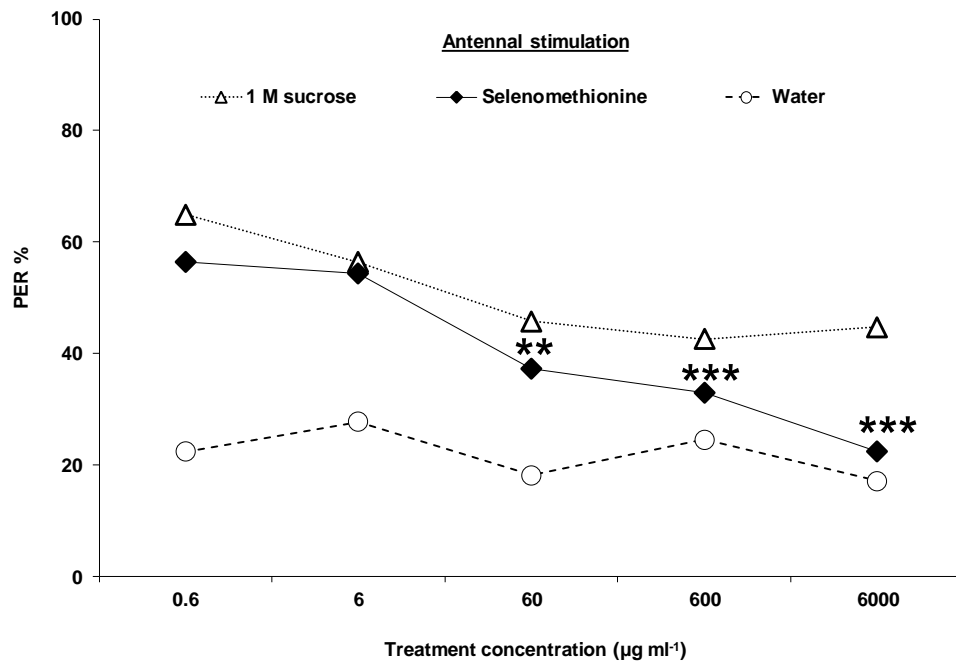 Antennal stimulation
1 M sucrose Selenomethionine Water
100
80
60
40
20
0
PER %
** *** ***
0.6 6 60 600 6000
Treatment concentration (µg ml⁻¹)